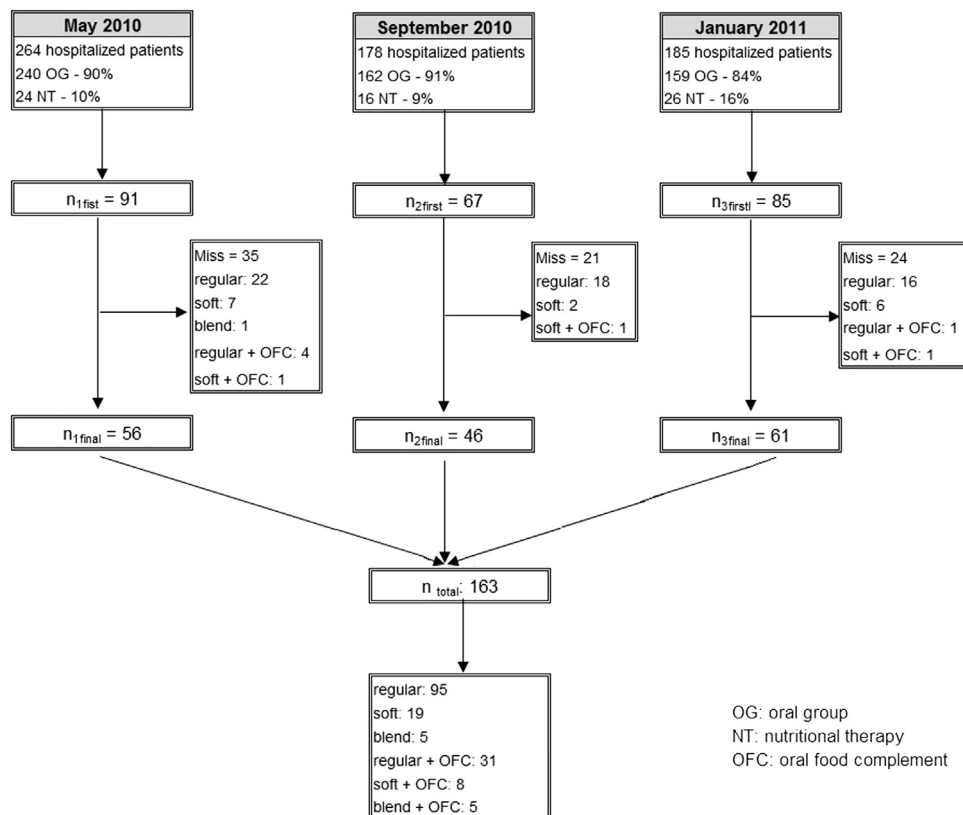 May 2010
264 hospitalized patients
240 OG - 90%
24 NT - 10%
September 2010
178 hospitalized patients
162 OG - 91%
16 NT - 9%
January 2011
185 hospitalized patients
159 OG - 84%
26 NT - 16%
n1fist = 91
n2first = 67
n3firstl = 85
Miss = 35
regular: 22
soft: 7
blend: 1
regular + OFC: 4
soft + OFC: 1
Miss = 21
regular: 18
soft: 2
soft + OFC: 1
Miss = 24
regular: 16
soft: 6
regular + OFC: 1
soft + OFC: 1
n1final = 56
n2final = 46
n3final = 61
n total: 163
regular: 95
soft: 19
blend: 5
regular + OFC: 31
soft + OFC: 8
blend + OFC: 5
OG: oral group
NT: nutritional therapy
OFC: oral food complement